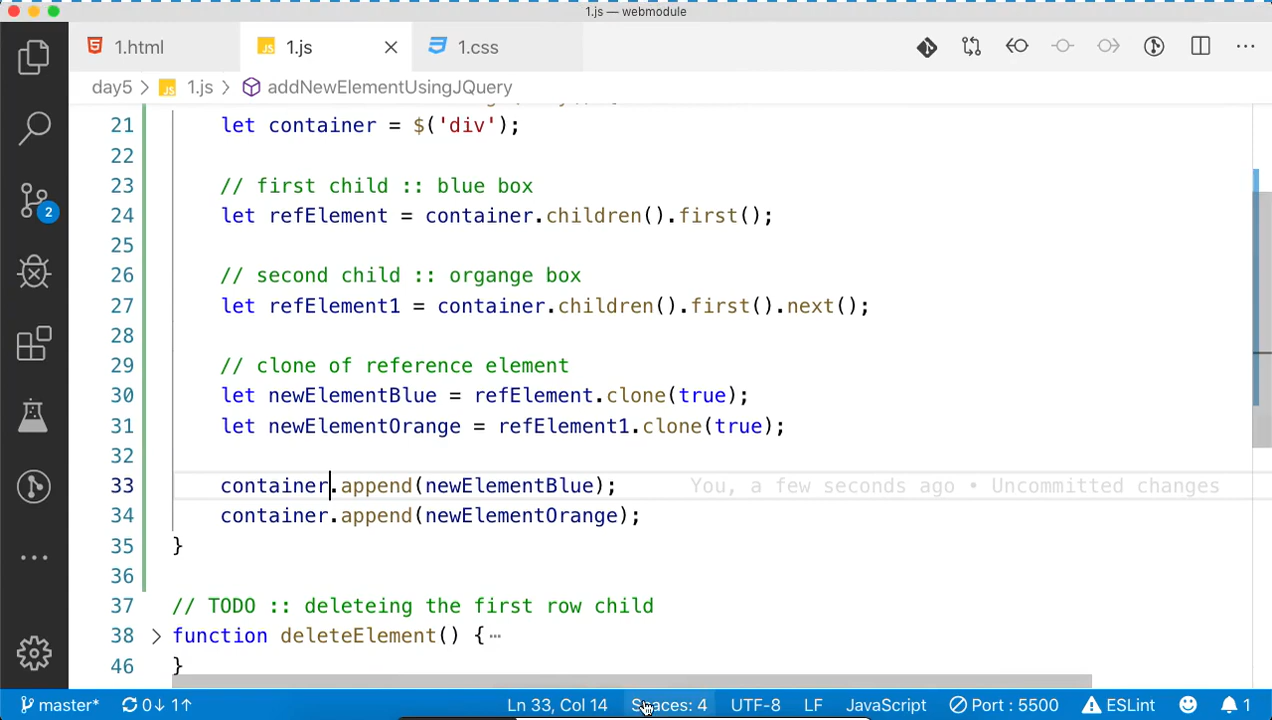 1.js — webmodule
1.html
1.js
1.css
day5 > 1.js > addNewElementUsingJQuery
21 let container = $('div');
22
23 // first child :: blue box
24 let refElement = container.children().first();
25
26 // second child :: organge box
27 let refElement1 = container.children().first().next();
28
29 // clone of reference element
30 let newElementBlue = refElement.clone(true);
31 let newElementOrange = refElement1.clone(true);
32
33 container.append(newElementBlue); You, a few seconds ago • Uncommitted changes
34 container.append(newElementOrange);
35 }
36
37 // TODO :: deleteing the first row child
38 function deleteElement() {…
46 }
2
master* 0↓ 1↑ Ln 33, Col 14 Spaces: 4 UTF-8 LF JavaScript Port : 5500 ESLint 1